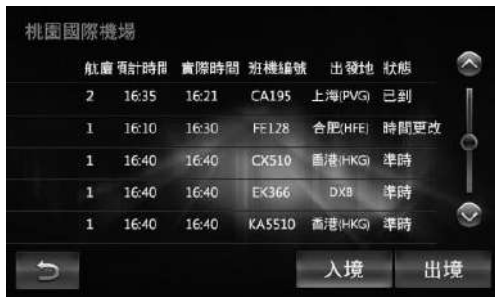 桃園國際機場
航廈 預計時間 實際時間 班機編號 出發地 狀態
2 16:35 16:21 CA195 上海(PVG) 已到
1 16:10 16:30 FE128 合肥(HFE) 時間更改
1 16:40 16:40 CX510 香港(HKG) 準時
1 16:40 16:40 EK366 DXB 準時
1 16:40 16:40 KA5510 香港(HKG) 準時
入境 出境